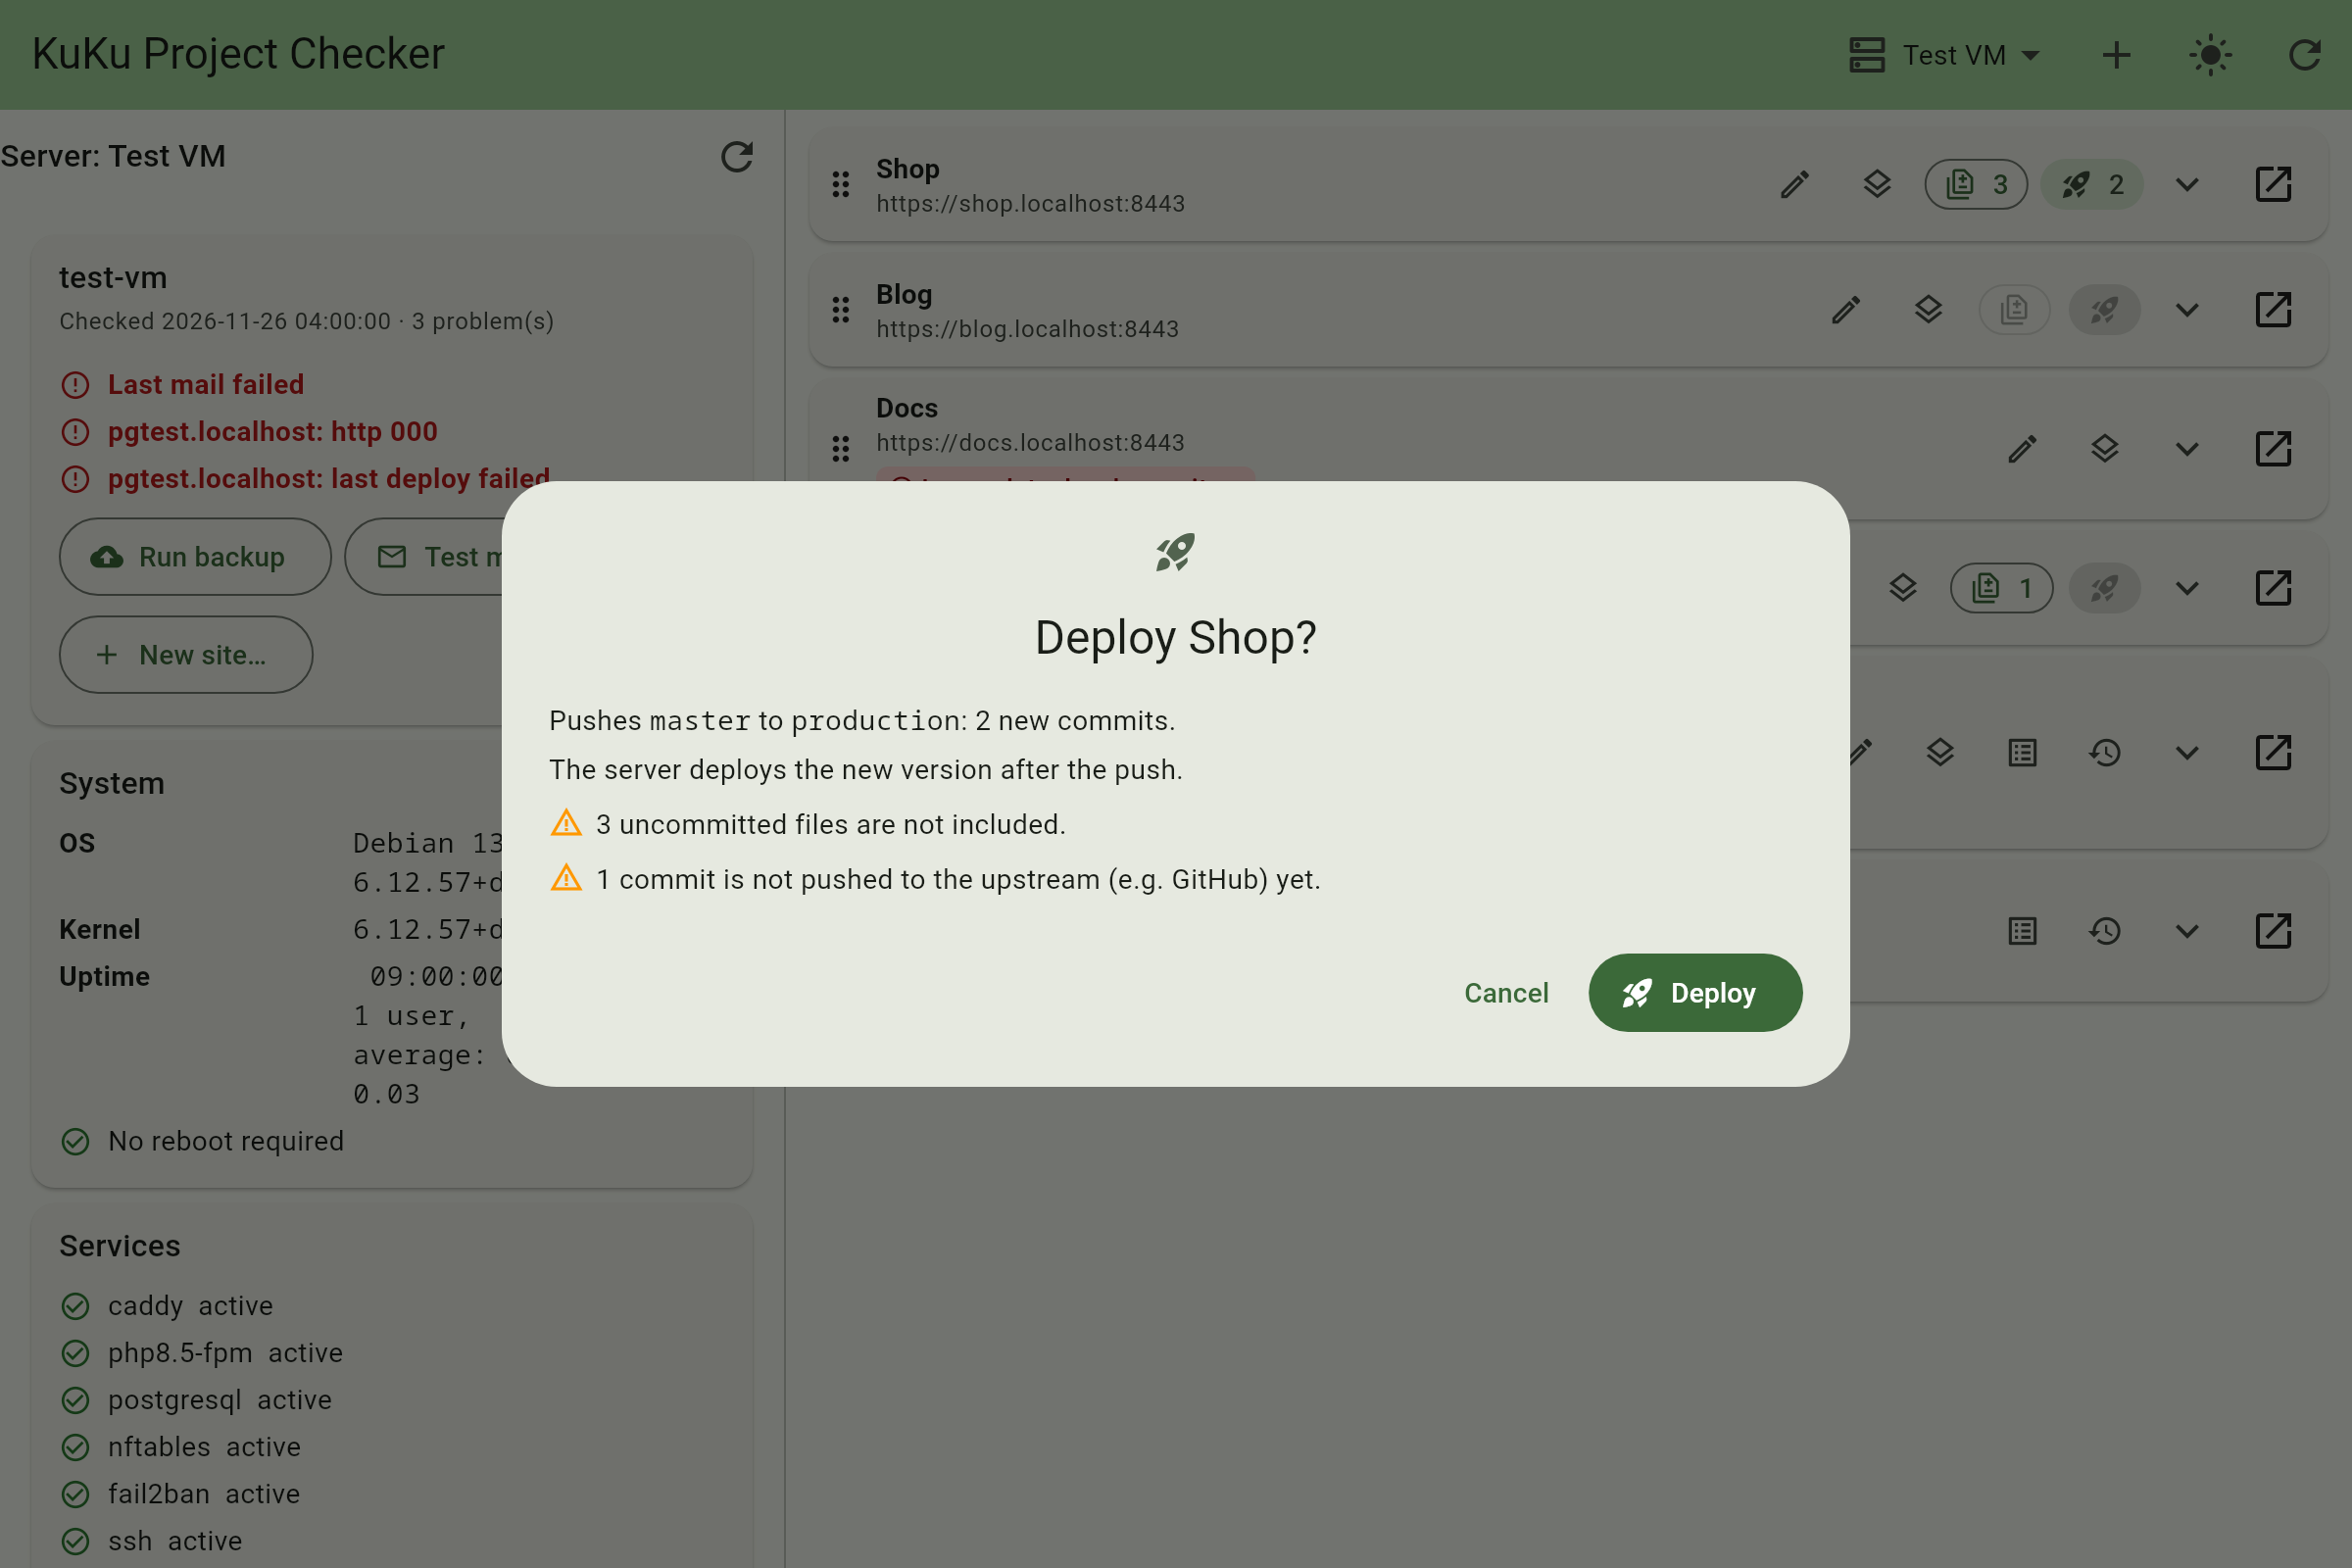 KuKu Project Checker
Test VM
Server: Test VM
test-vm
Checked 2026-11-26 04:00:00 · 3 problem(s)
Last mail failed
pgtest.localhost: http 000
pgtest.localhost: last deploy failed
Run backup
Test
New site…
System
OS
Debian 13
6.12.57+d
Kernel
6.12.57+d
Uptime
09:00:00
1 user,
average:
0.03
No reboot required
Services
caddy active
php8.5-fpm active
postgresql active
nftables active
fail2ban active
ssh active
Shop
https://shop.localhost:8443
3
2
Blog
https://blog.localhost:8443
Docs
https://docs.localhost:8443
1
Deploy Shop?
Pushes master to production: 2 new commits.
The server deploys the new version after the push.
3 uncommitted files are not included.
1 commit is not pushed to the upstream (e.g. GitHub) yet.
Cancel
Deploy